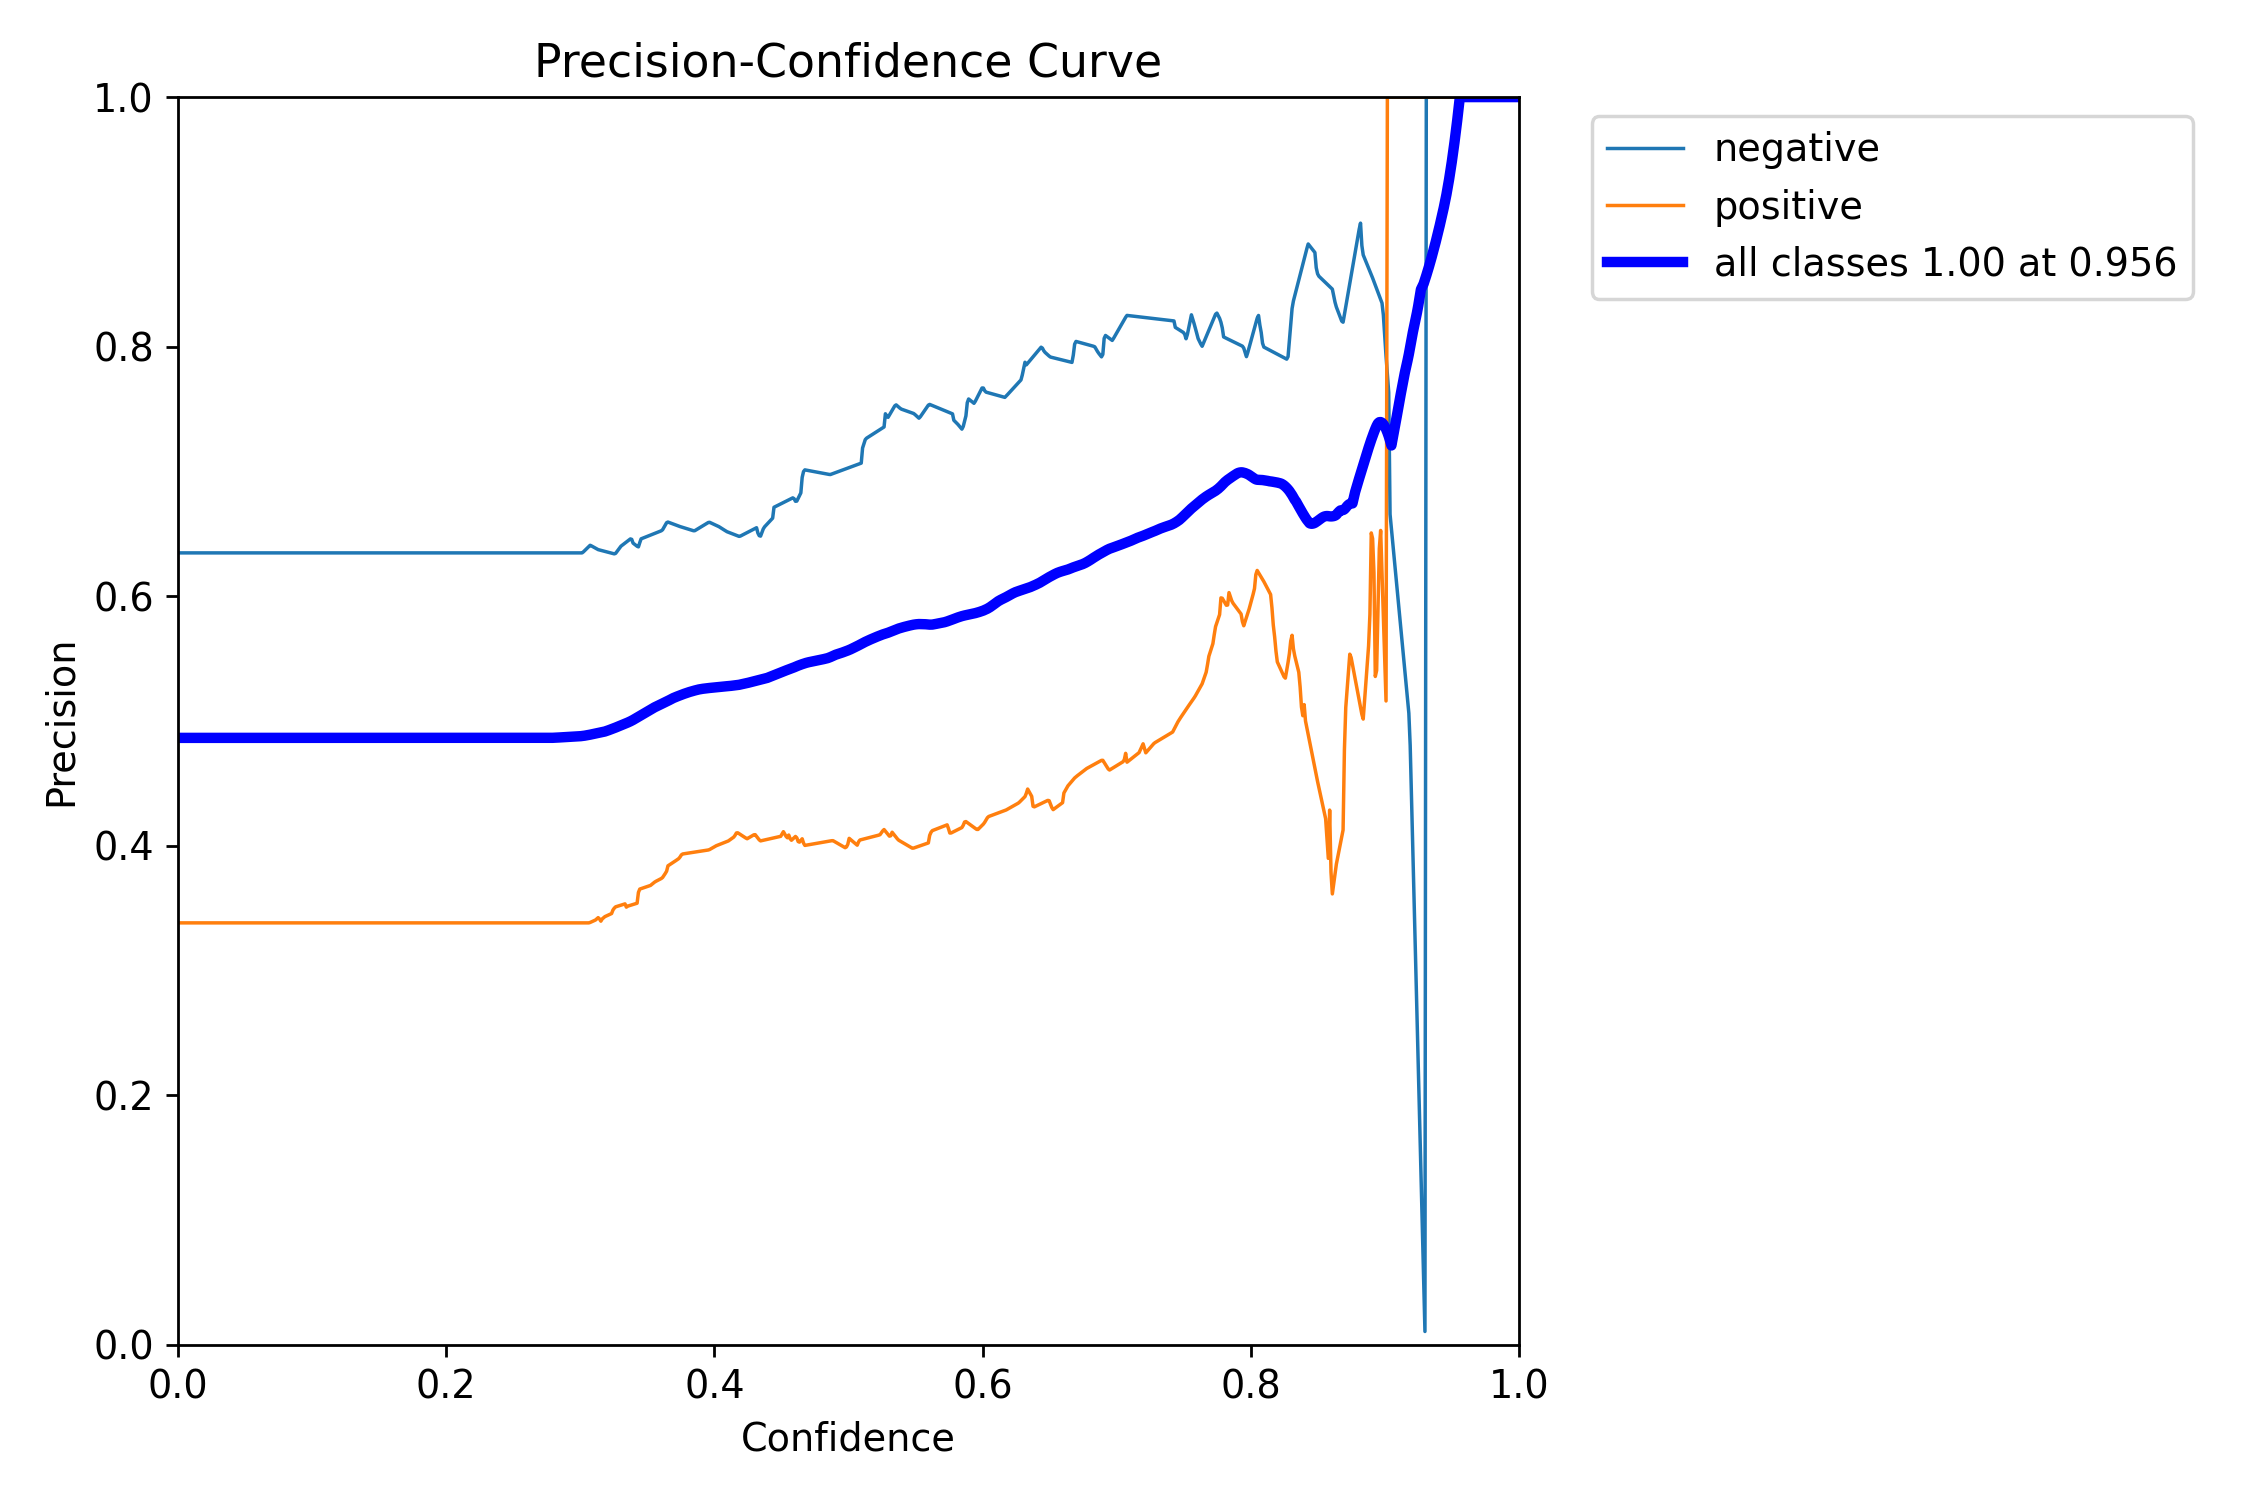 Precision-Confidence Curve
1.0
0.8
0.6
0.4
0.2
0.0
Precision
0.0 0.2 0.4 0.6 0.8 1.0
Confidence
negative
positive
all classes 1.00 at 0.956